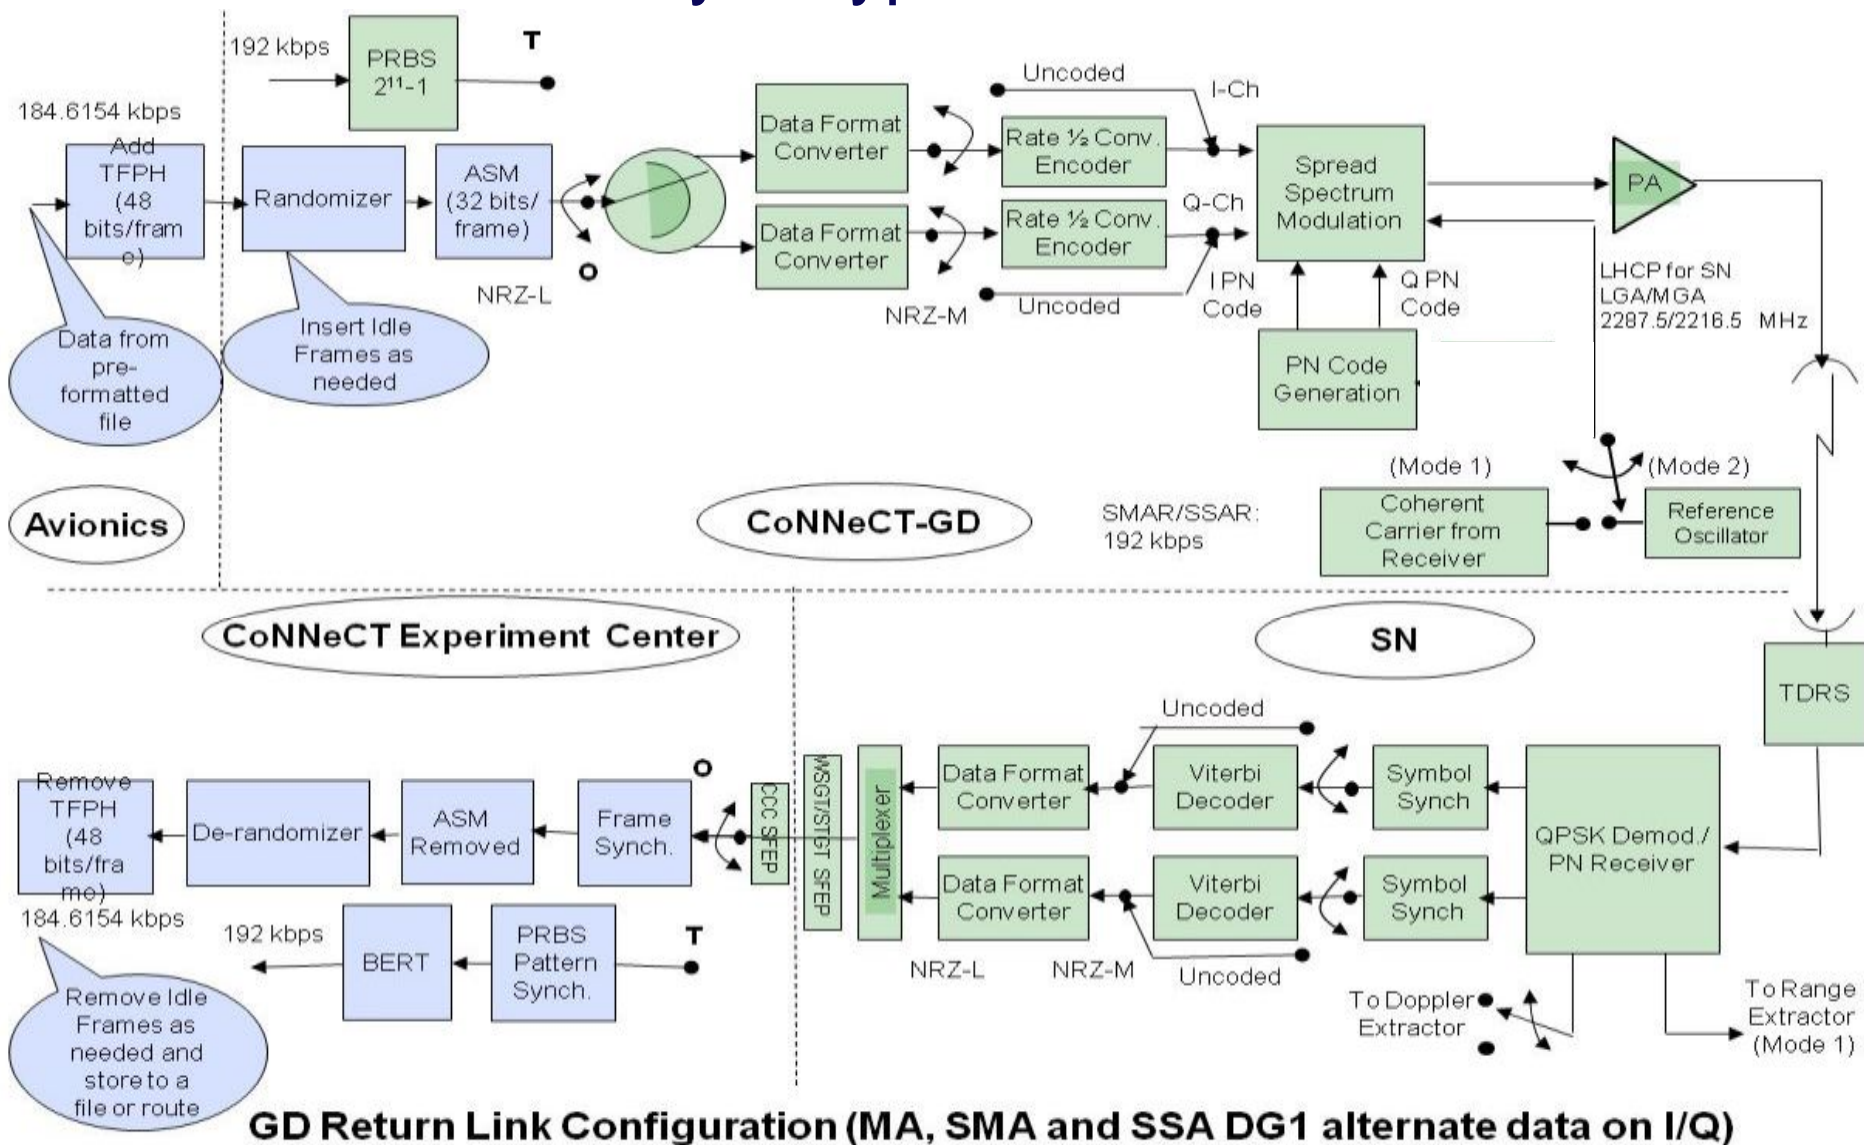 192 kbps
PRBS
2¹¹-1
T
184.6154 kbps
Add
TFPH
(48
bits/fram
e)
Randomizer
ASM
(32 bits/
frame)
O
NRZ-L
Data from
pre-
formatted
file
Insert Idle
Frames as
needed
Data Format
Converter
Data Format
Converter
NRZ-M
Uncoded
I-Ch
Rate ½ Conv.
Encoder
Q-Ch
Rate ½ Conv.
Encoder
Uncoded
Spread
Spectrum
Modulation
I PN
Code
Q PN
Code
PN Code
Generation
PA
LHCP for SN
LGA/MGA
2287.5/2216.5 MHz
(Mode 1)
(Mode 2)
Coherent
Carrier from
Receiver
Reference
Oscillator
SMAR/SSAR:
192 kbps
Avionics
CoNNeCT-GD
CoNNeCT Experiment Center
SN
TDRS
Uncoded
Remove
TFPH
(48
bits/fra
me)
De-randomizer
ASM
Removed
Frame
Synch.
O
CCC SFEP
WSGT/STGT SFEP
Multiplexer
Data Format
Converter
Viterbi
Decoder
Symbol
Synch
QPSK Demod./
PN Receiver
Data Format
Converter
Viterbi
Decoder
Symbol
Synch
184.6154 kbps
192 kbps
BERT
PRBS
Pattern
Synch.
T
NRZ-L
NRZ-M
Uncoded
To Doppler
Extractor
To Range
Extractor
(Mode 1)
Remove Idle
Frames as
needed and
store to a
file or route
GD Return Link Configuration (MA, SMA and SSA DG1 alternate data on I/Q)